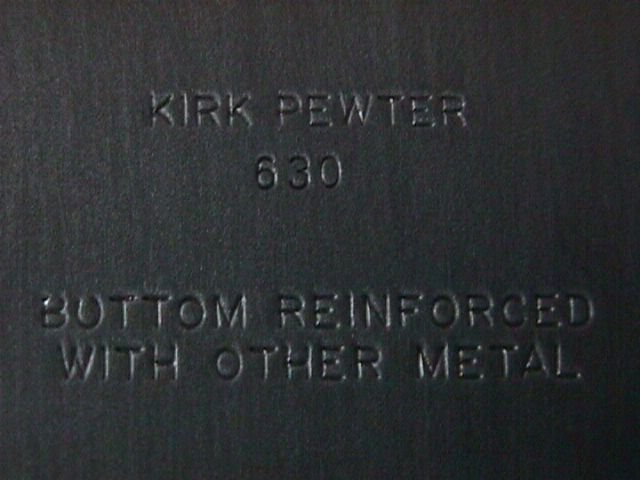 KIRK PEWTER
630
BOTTOM REINFORCED
WITH OTHER METAL